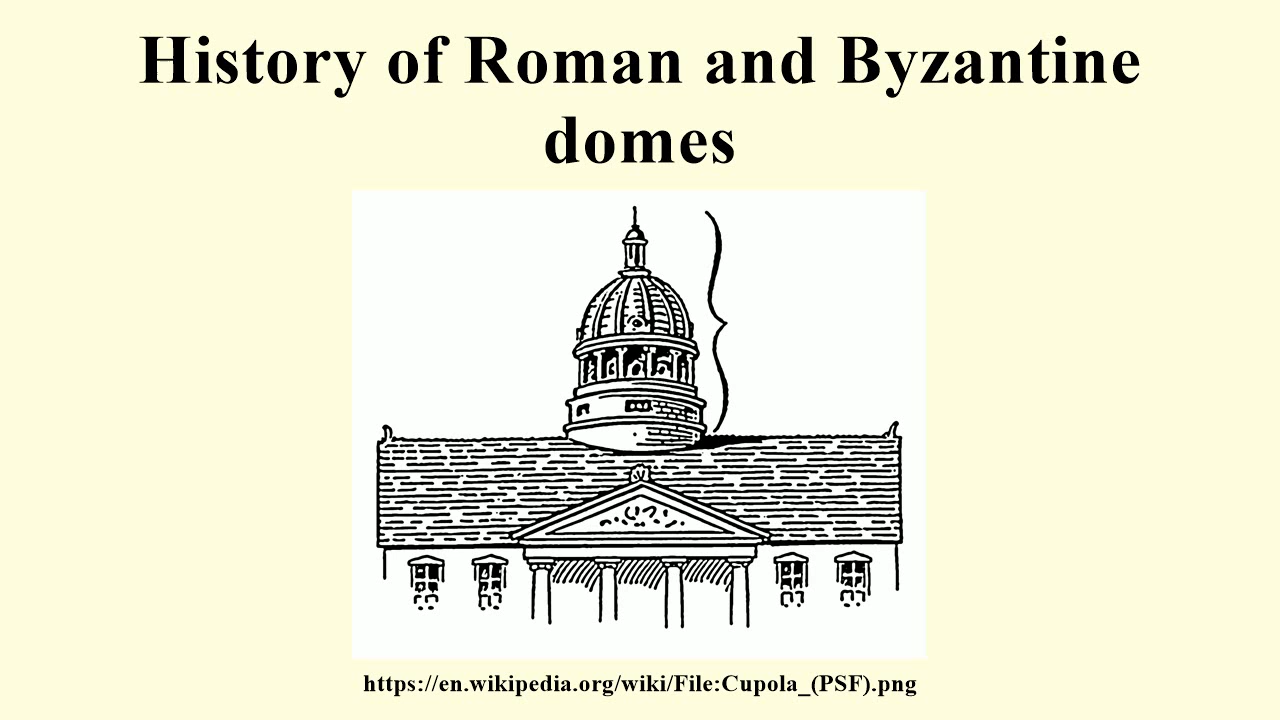 History of Roman and Byzantine
domes
https://en.wikipedia.org/wiki/File:Cupola_(PSF).png